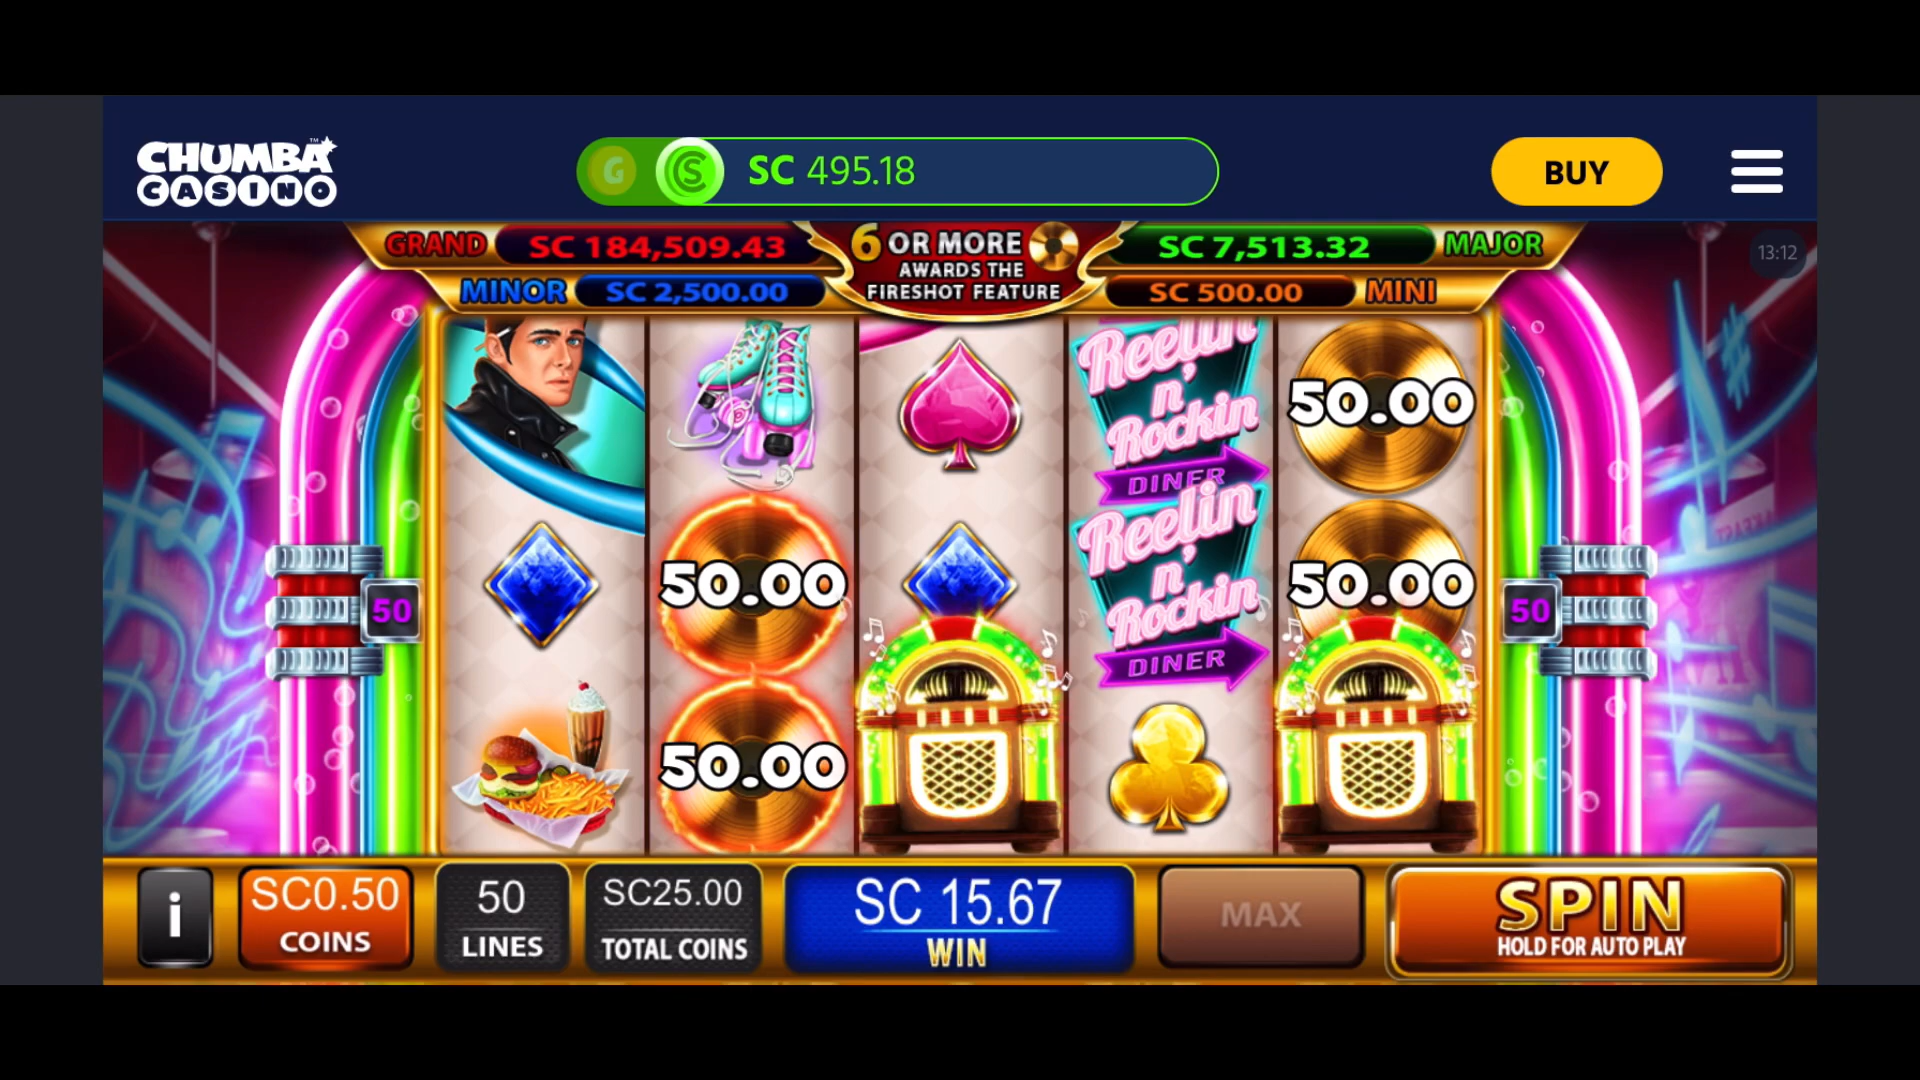 CHUMBA™
CASINO
G
S
SC 495.18
BUY
GRAND
SC 184,509.43
6 OR MORE
AWARDS THE
FIRESHOT FEATURE
SC 7,513.32
MAJOR
13:12
MINOR
SC 2,500.00
SC 500.00
MINI
Reelin
n'
Rockin
DINER
50.00
50.00
Reelin
n'
Rockin
DINER
50.00
50
50
50.00
i
SC0.50
COINS
50
LINES
SC25.00
TOTAL COINS
SC 15.67
WIN
MAX
SPIN
HOLD FOR AUTO PLAY